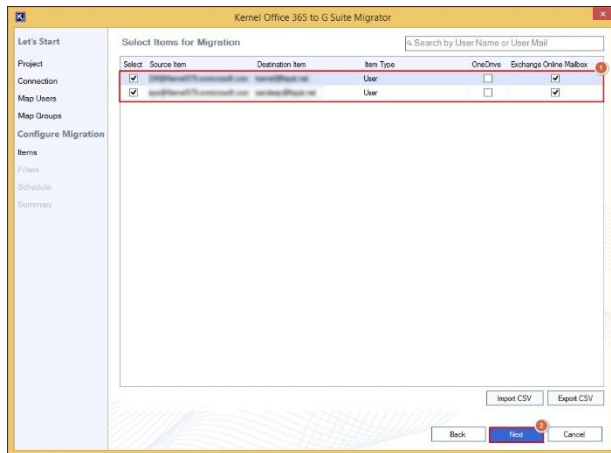 Kernel Office 365 to G Suite Migrator
Let's Start
Project
Connection
Map Users
Map Groups
Configure Migration
Items
Filters
Schedule
Summary
Select Items for Migration
Search by User Name or User Mail
Select Source Item Destination Item Item Type OneDrive Exchange Online Mailbox
1
User
User
Import CSV Export CSV
2
Back Next Cancel